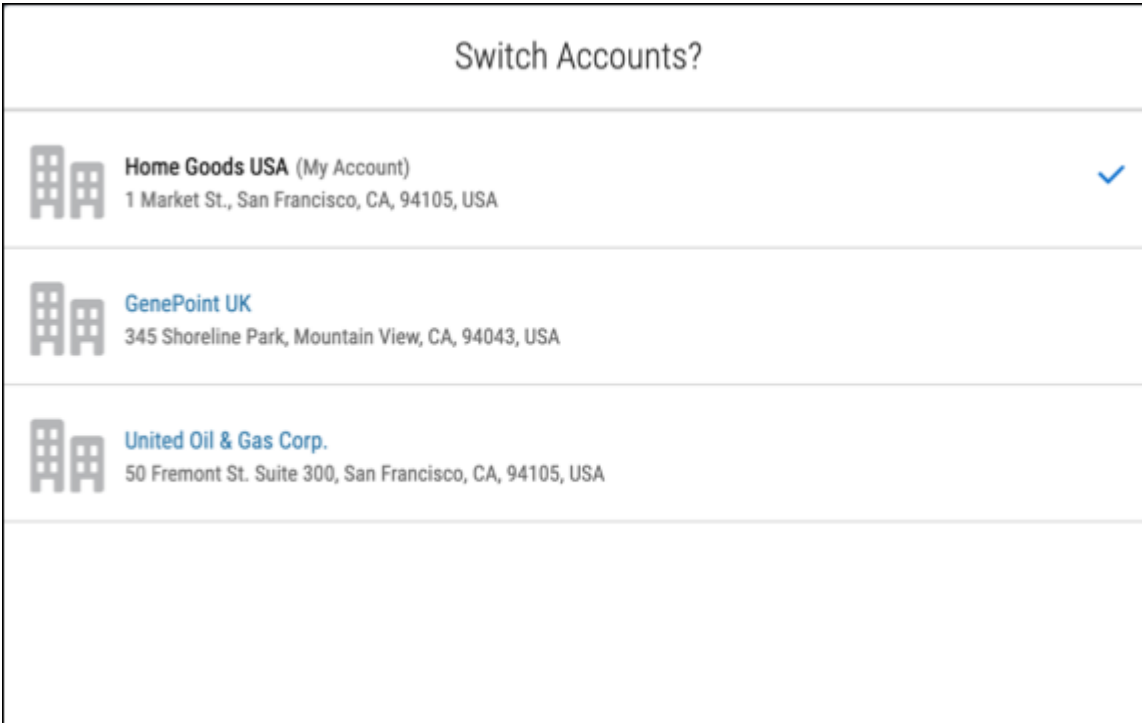 Switch Accounts?
Home Goods USA (My Account)
1 Market St., San Francisco, CA, 94105, USA
GenePoint UK
345 Shoreline Park, Mountain View, CA, 94043, USA
United Oil & Gas Corp.
50 Fremont St. Suite 300, San Francisco, CA, 94105, USA